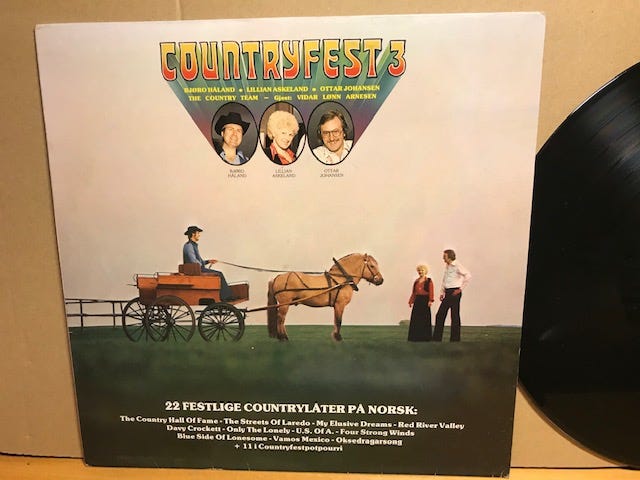 COUNTRYFEST 3
BJØRO HÅLAND • LILLIAN ASKELAND • OTTAR JOHANSEN
THE COUNTRY TEAM – Gjest: VIDAR LØNN ARNESEN
BJØRO HÅLAND
LILLIAN ASKELAND
OTTAR JOHANSEN
22 FESTLIGE COUNTRYLÅTER PÅ NORSK:
The Country Hall Of Fame - The Streets Of Laredo - My Elusive Dreams - Red River Valley
Davy Crockett - Only The Lonely - U.S. Of A. - Four Strong Winds
Blue Side Of Lonesome - Vamos Mexico - Oksedragarsong
+ 11 i Countryfestpotpourri